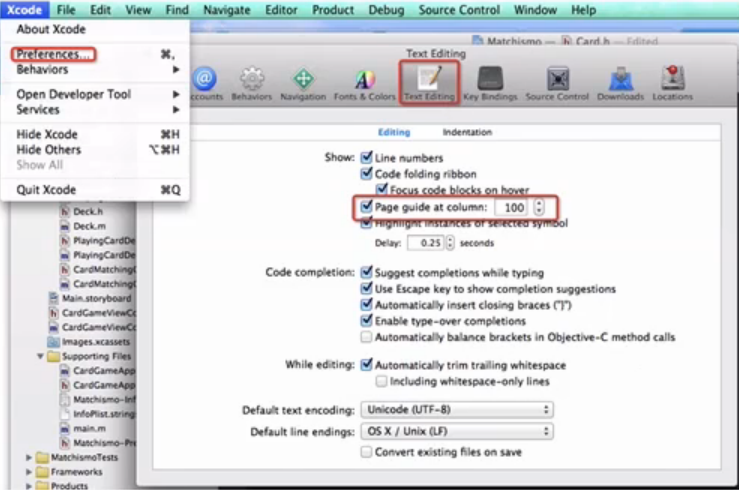 Xcode File Edit View Find Navigate Editor Product Debug Source Control Window Help
About Xcode
Preferences... ⌘,
Behaviors
Open Developer Tool
Services
Hide Xcode ⌘H
Hide Others ⌥⌘H
Show All
Quit Xcode ⌘Q
Matchismo — Card.h — Edited
Text Editing
Behaviors Navigation Fonts & Colors Text Editing Key Bindings Source Control Downloads Locations
Editing Indentation
Show: Line numbers
Code folding ribbon
Focus code blocks on hover
Page guide at column: 100
Highlight instances of selected symbol
Delay: 0.25 seconds
Code completion: Suggest completions while typing
Use Escape key to show completion suggestions
Automatically insert closing braces ("}")
Enable type-over completions
Automatically balance brackets in Objective-C method calls
While editing: Automatically trim trailing whitespace
Including whitespace-only lines
Default text encoding: Unicode (UTF-8)
Default line endings: OS X / Unix (LF)
Convert existing files on save
Deck.h
Deck.m
PlayingCardDe
PlayingCardDe
CardMatching
CardMatching
Main.storyboard
CardGameViewCo
CardGameViewCo
Images.xcassets
Supporting Files
CardGameApp
CardGameApp
Matchismo-Inf
InfoPlist.strings
main.m
Matchismo-Pre
MatchismoTests
Frameworks
Products